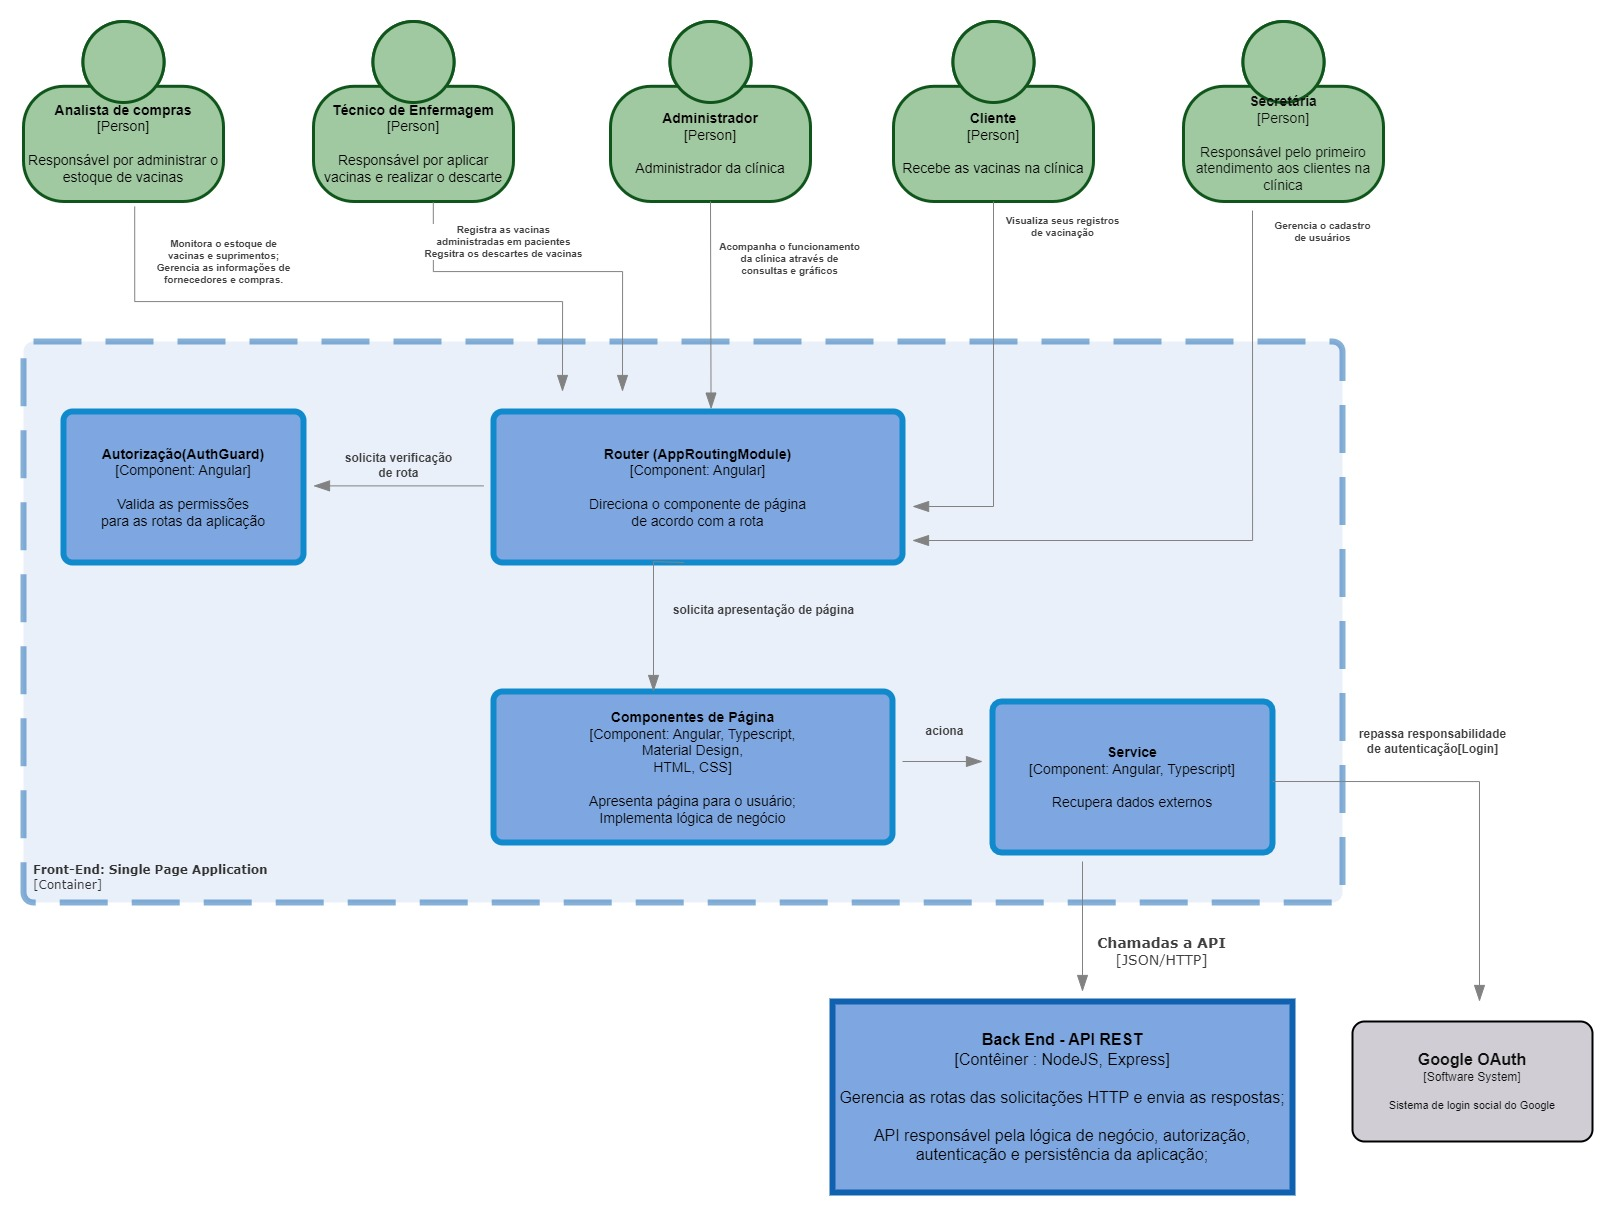 Analista de compras
[Person]
Responsável por administrar o
estoque de vacinas
Técnico de Enfermagem
[Person]
Responsável por aplicar
vacinas e realizar o descarte
Administrador
[Person]
Administrador da clínica
Cliente
[Person]
Recebe as vacinas na clínica
Secretária
[Person]
Responsável pelo primeiro
atendimento aos clientes na
clínica
Monitora o estoque de
vacinas e suprimentos;
Gerencia as informações de
fornecedores e compras.
Registra as vacinas
administradas em pacientes
Regsitra os descartes de vacinas
Acompanha o funcionamento
da clínica através de
consultas e gráficos
Visualiza seus registros
de vacinação
Gerencia o cadastro
de usuários
Autorização(AuthGuard)
[Component: Angular]
Valida as permissões
para as rotas da aplicação
solicita verificação
de rota
Router (AppRoutingModule)
[Component: Angular]
Direciona o componente de página
de acordo com a rota
solicita apresentação de página
Componentes de Página
[Component: Angular, Typescript,
Material Design,
HTML, CSS]
Apresenta página para o usuário;
Implementa lógica de negócio
aciona
Service
[Component: Angular, Typescript]
Recupera dados externos
repassa responsabilidade
de autenticação[Login]
Front-End: Single Page Application
[Container]
Chamadas a API
[JSON/HTTP]
Back End - API REST
[Contêiner : NodeJS, Express]
Gerencia as rotas das solicitações HTTP e envia as respostas;
API responsável pela lógica de negócio, autorização,
autenticação e persistência da aplicação;
Google OAuth
[Software System]
Sistema de login social do Google